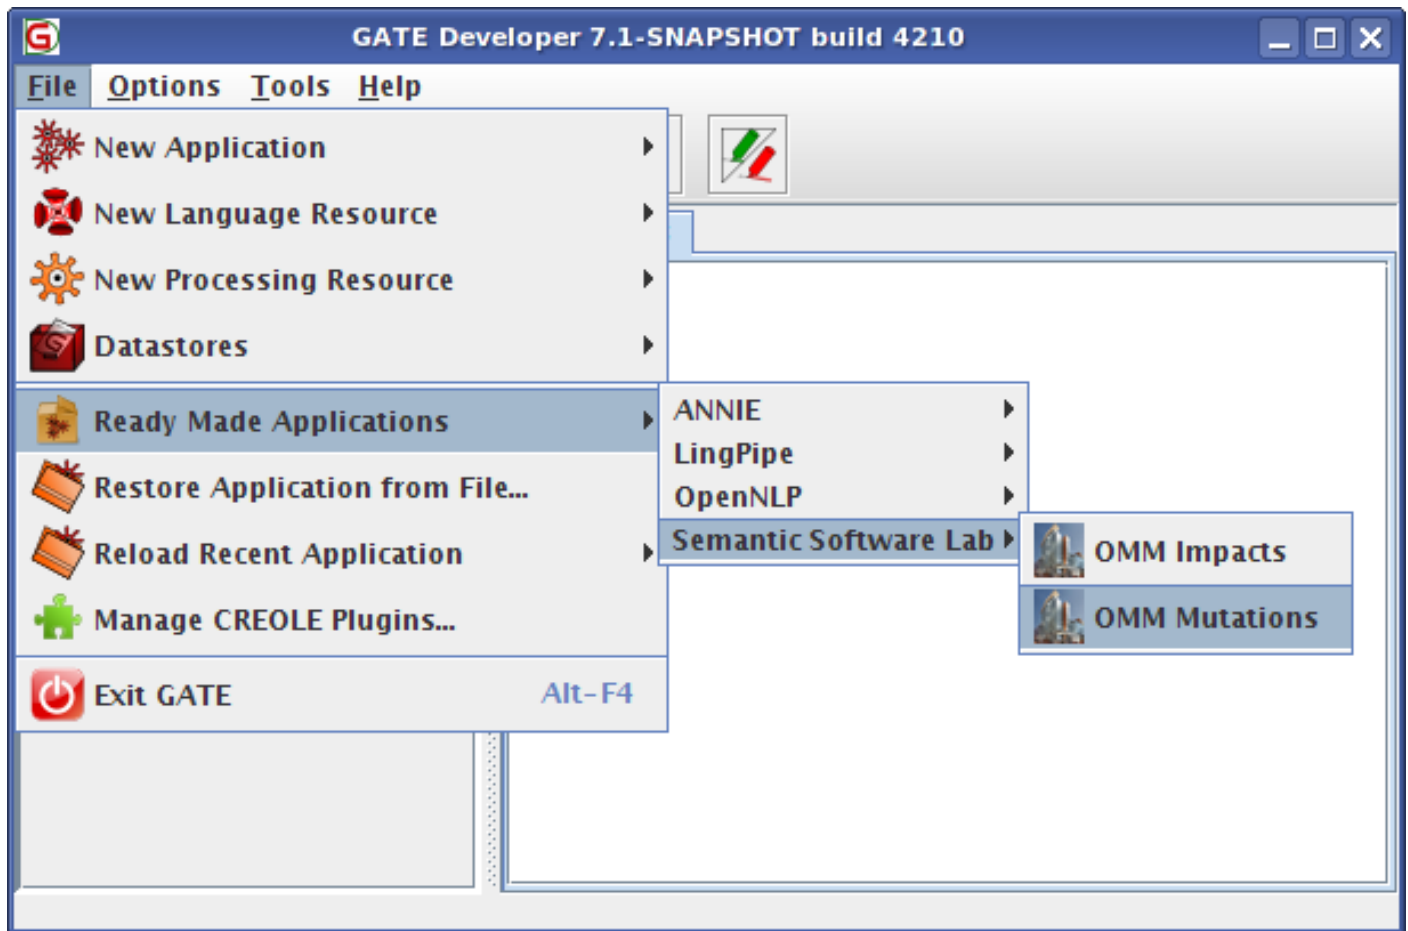 GATE Developer 7.1-SNAPSHOT build 4210
File Options Tools Help
New Application
New Language Resource
New Processing Resource
Datastores
Ready Made Applications
Restore Application from File...
Reload Recent Application
Manage CREOLE Plugins...
Exit GATE Alt-F4
ANNIE
LingPipe
OpenNLP
Semantic Software Lab
OMM Impacts
OMM Mutations